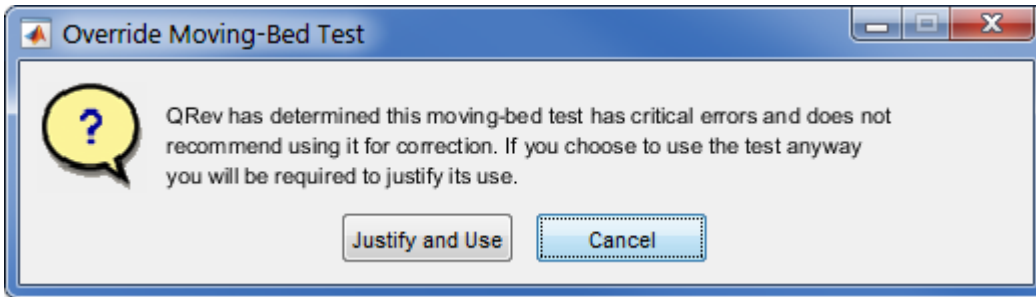 Override Moving-Bed Test
QRev has determined this moving-bed test has critical errors and does not
recommend using it for correction. If you choose to use the test anyway
you will be required to justify its use.
Justify and Use
Cancel